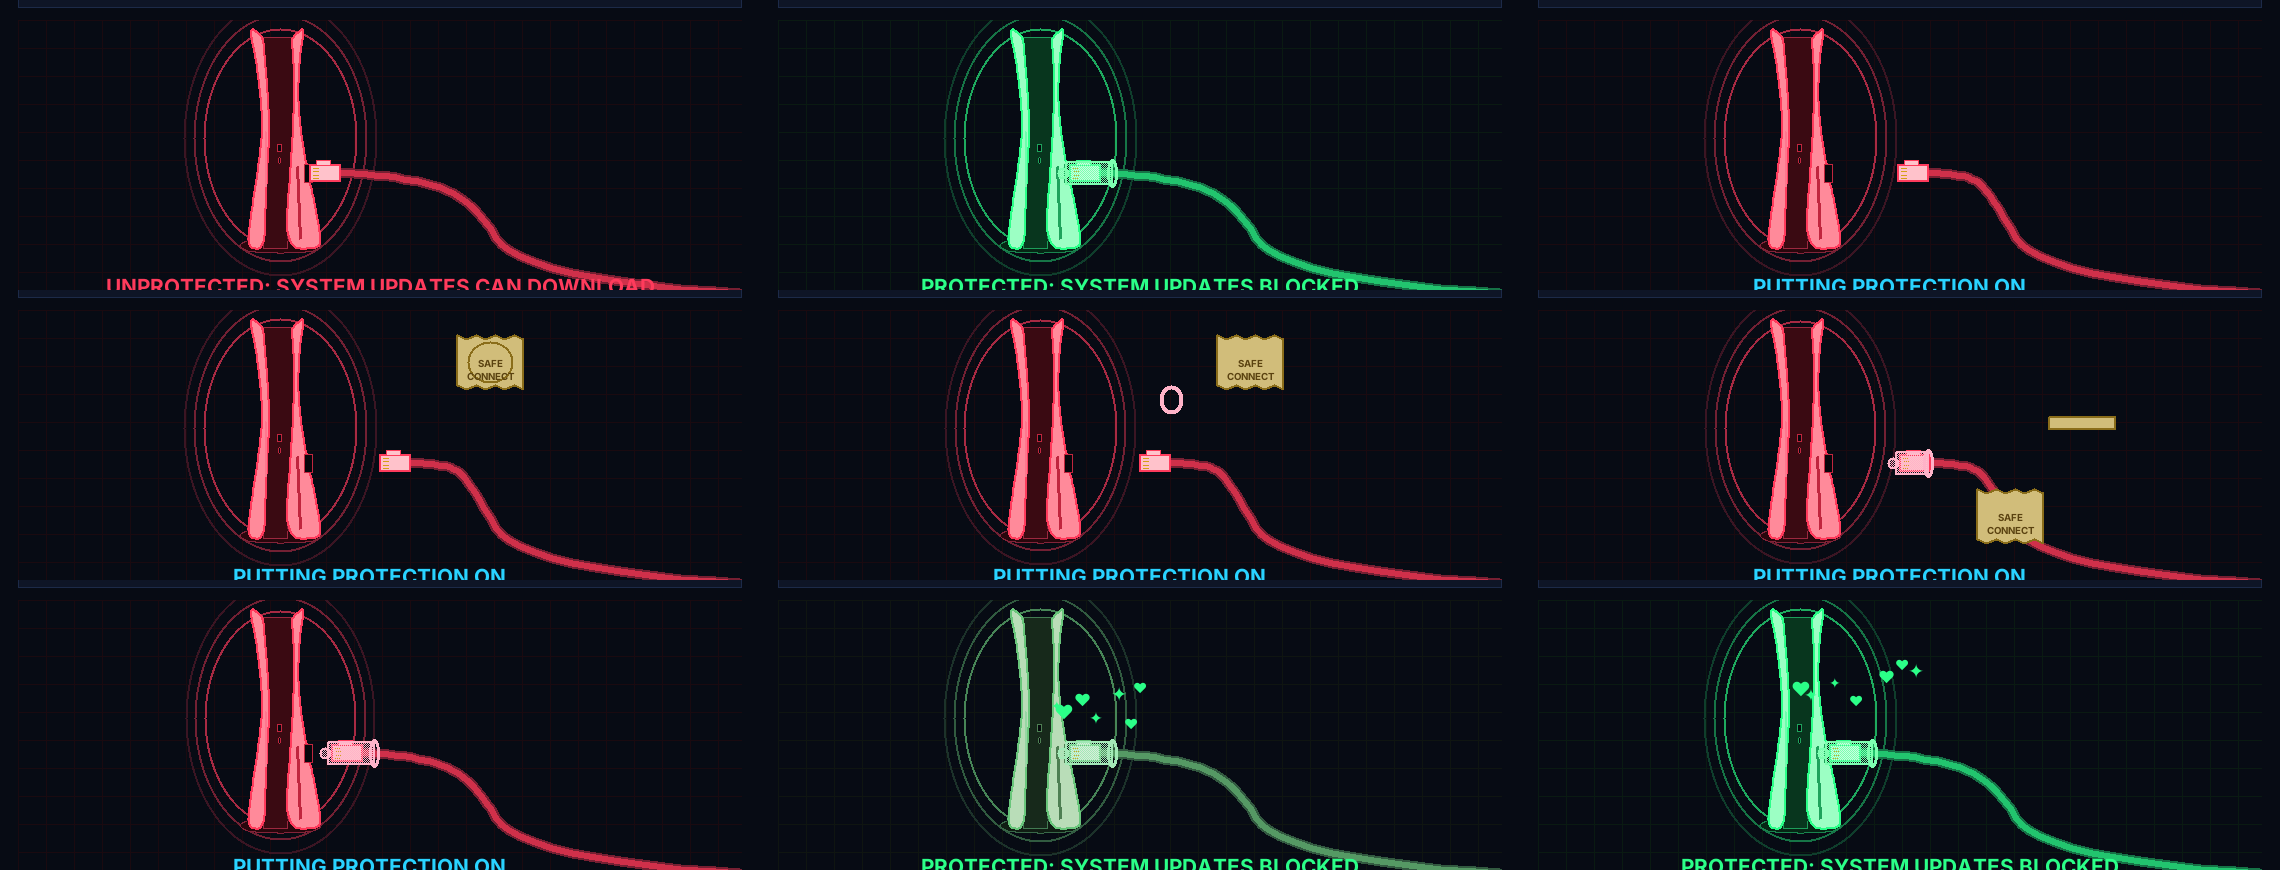 UNPROTECTED: SYSTEM UPDATES CAN DOWNLOAD
PROTECTED: SYSTEM UPDATES BLOCKED
PUTTING PROTECTION ON
SAFE
CONNECT
PUTTING PROTECTION ON
SAFE
CONNECT
PUTTING PROTECTION ON
SAFE
CONNECT
PUTTING PROTECTION ON
PUTTING PROTECTION ON
PROTECTED: SYSTEM UPDATES BLOCKED
PROTECTED: SYSTEM UPDATES BLOCKED